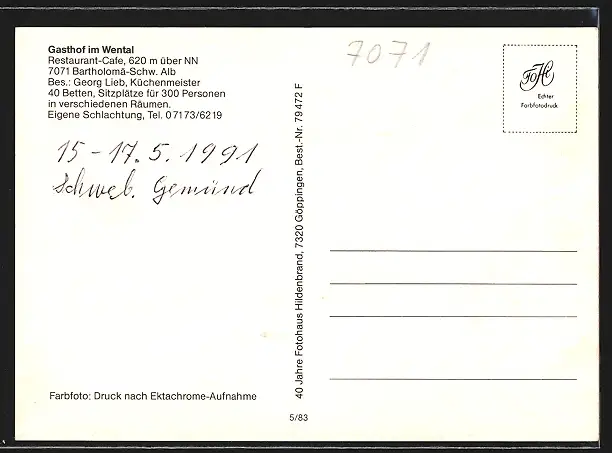 Gasthof im Wental
Restaurant-Cafe, 620 m über NN
7071 Bartholomä-Schw. Alb
Bes.: Georg Lieb, Küchenmeister
40 Betten, Sitzplätze für 300 Personen
in verschiedenen Räumen.
Eigene Schlachtung, Tel. 07173/6219
15-17.5.1991
Schweb. Gemünd
Farbfoto: Druck nach Ektachrome-Aufnahme
40 Jahre Fotohaus Hildenbrand, 7320 Göppingen, Best.-Nr. 79472 F
5/83
7071
FoHi
Echter
Farbfotodruck